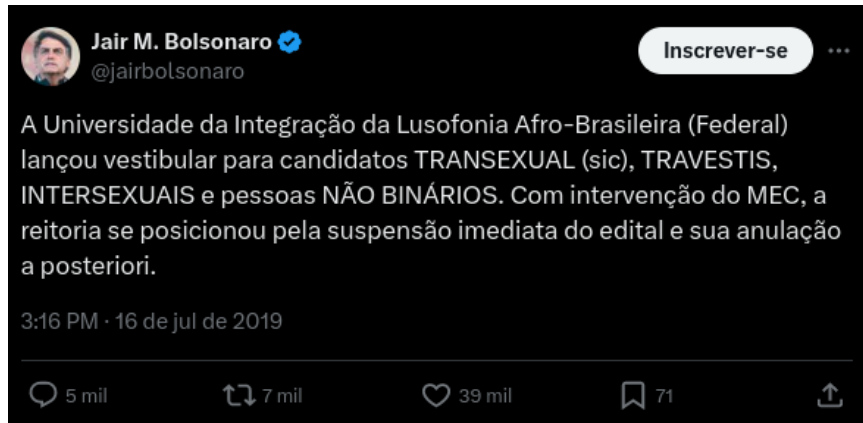 Jair M. Bolsonaro
Inscrever-se
@jairbolsonaro
A Universidade da Integração da Lusofonia Afro-Brasileira (Federal)
lançou vestibular para candidatos TRANSEXUAL (sic), TRAVESTIS,
INTERSEXUAIS e pessoas NÃO BINÁRIOS. Com intervenção do MEC, a
reitoria se posicionou pela suspensão imediata do edital e sua anulação
a posteriori.
3:16 PM · 16 de jul de 2019
5 mil 7 mil 39 mil 71